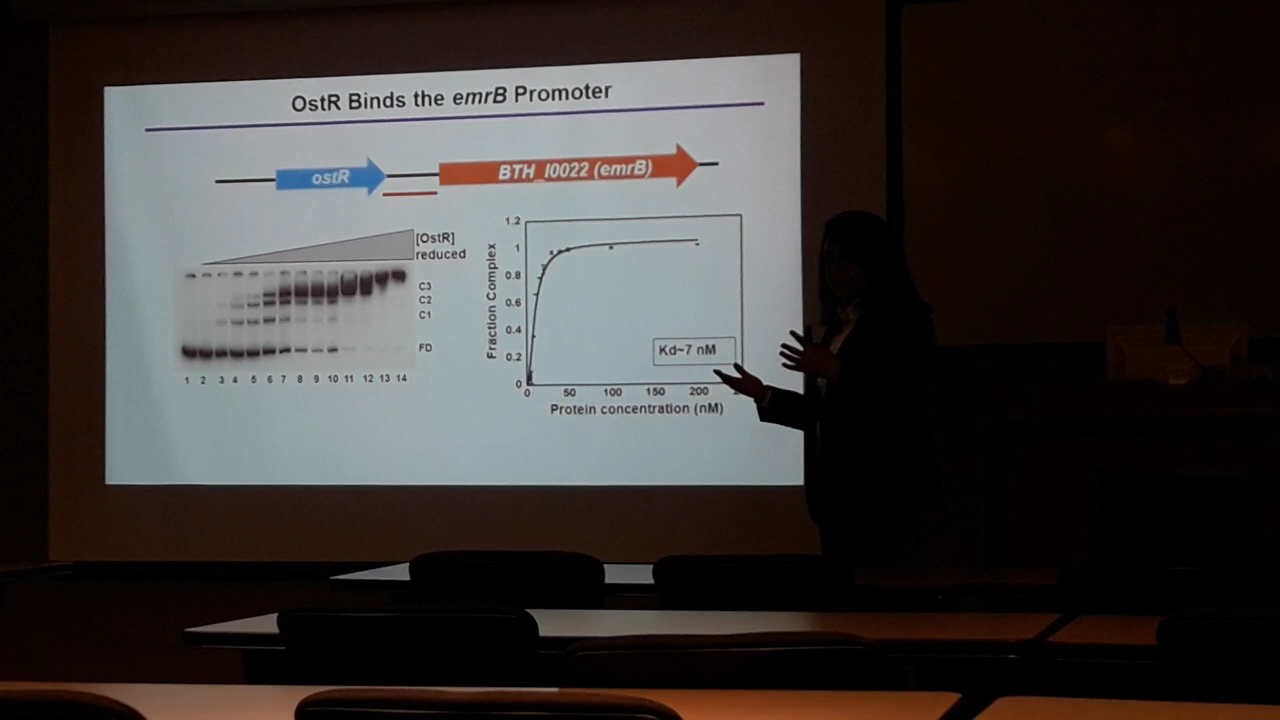 OstR Binds the emrB Promoter
ostR
BTH_I0022 (emrB)
[OstR]
reduced
C3
C2
C1
FD
1 2 3 4 5 6 7 8 9 10 11 12 13 14
Fraction Complex
1.2
1
0.8
0.6
0.4
0.2
0
Kd~7 nM
0 50 100 150 200
Protein concentration (nM)